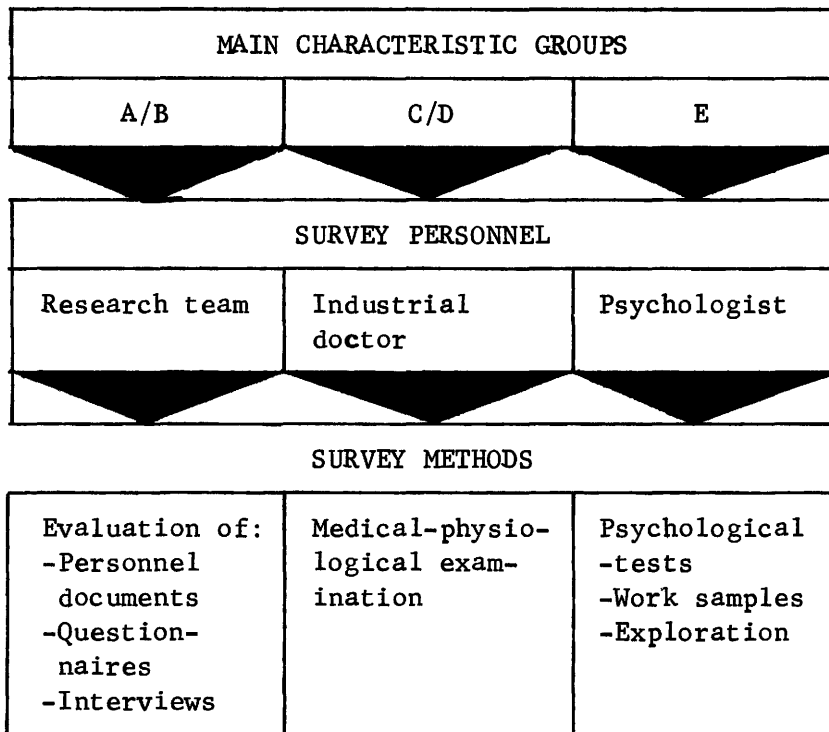 MAIN CHARACTERISTIC GROUPS
A/B
C/D
E
SURVEY PERSONNEL
Research team
Industrial
doctor
Psychologist
SURVEY METHODS
Evaluation of:
-Personnel
documents
-Question-
naires
-Interviews
Medical-physio-
logical exam-
ination
Psychological
-tests
-Work samples
-Exploration